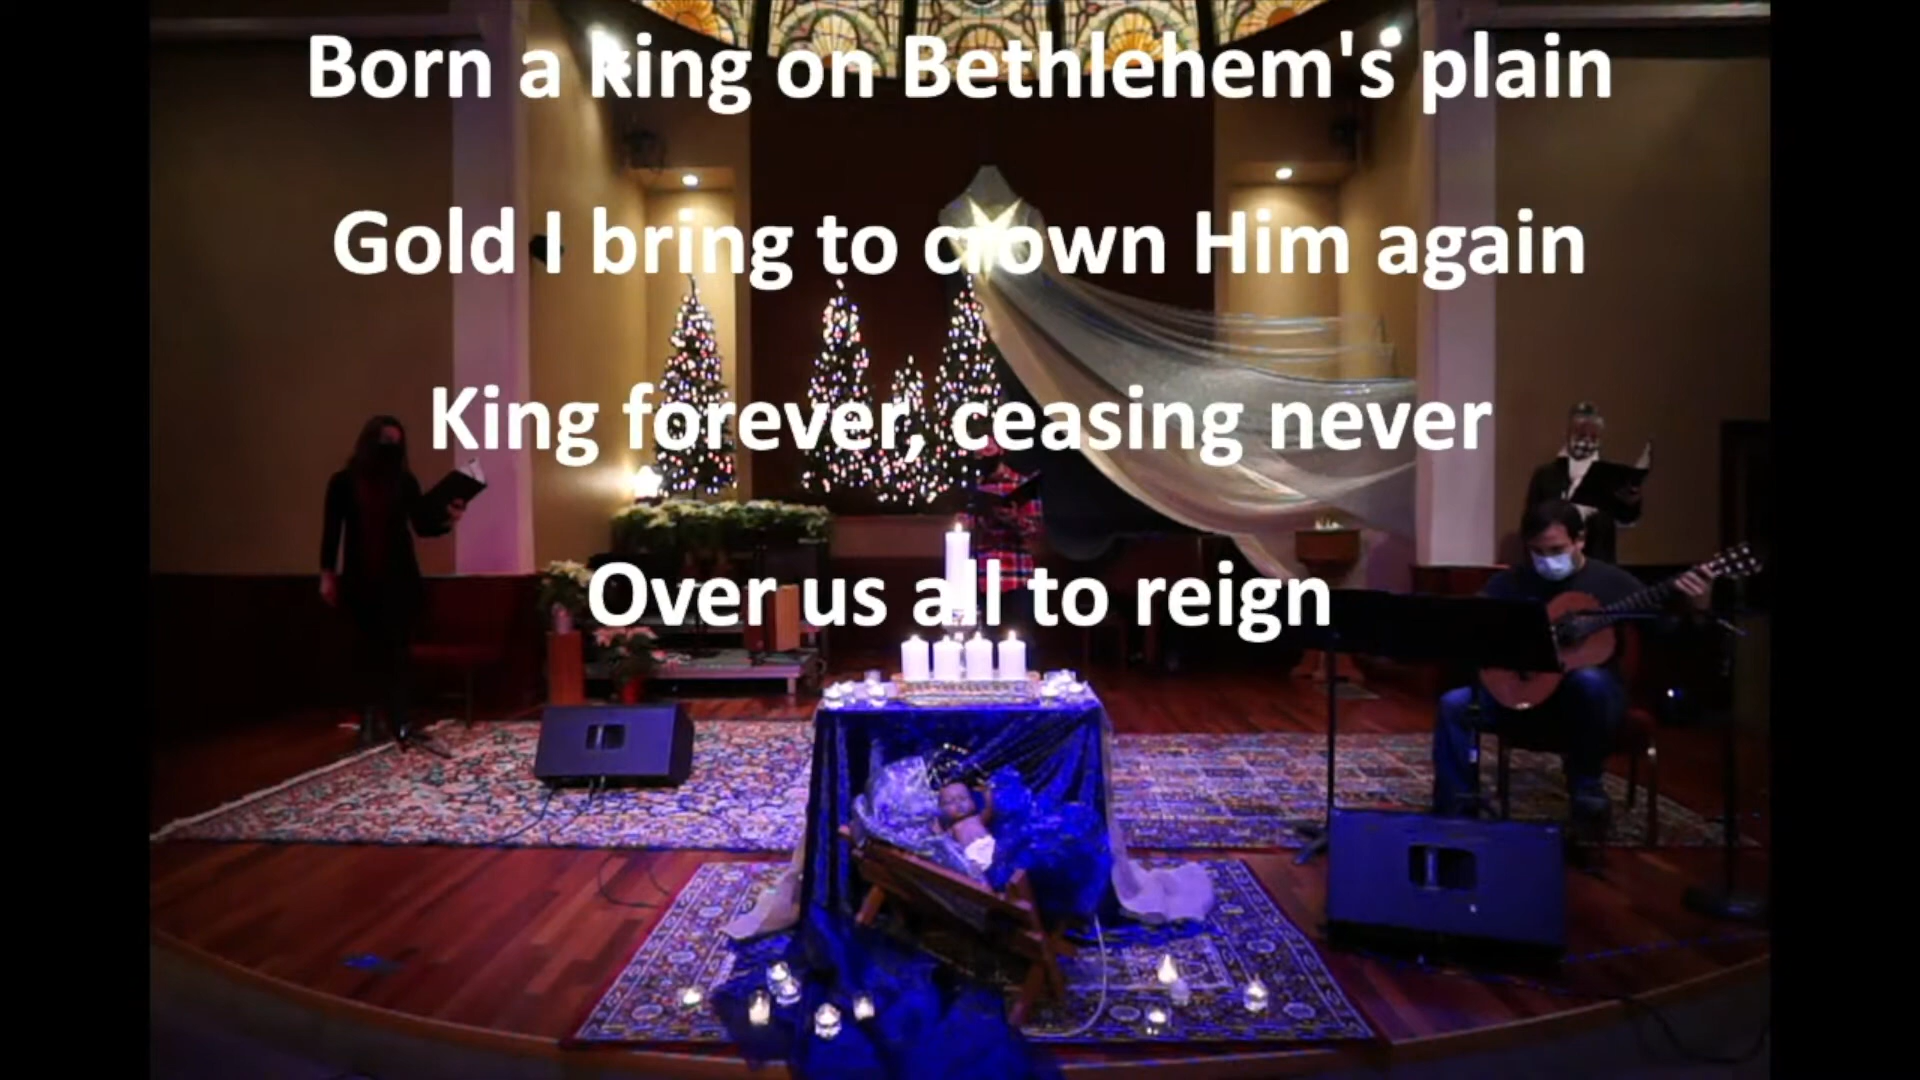 Born a king on Bethlehem's plain
Gold I bring to crown Him again
King forever, ceasing never
Over us all to reign